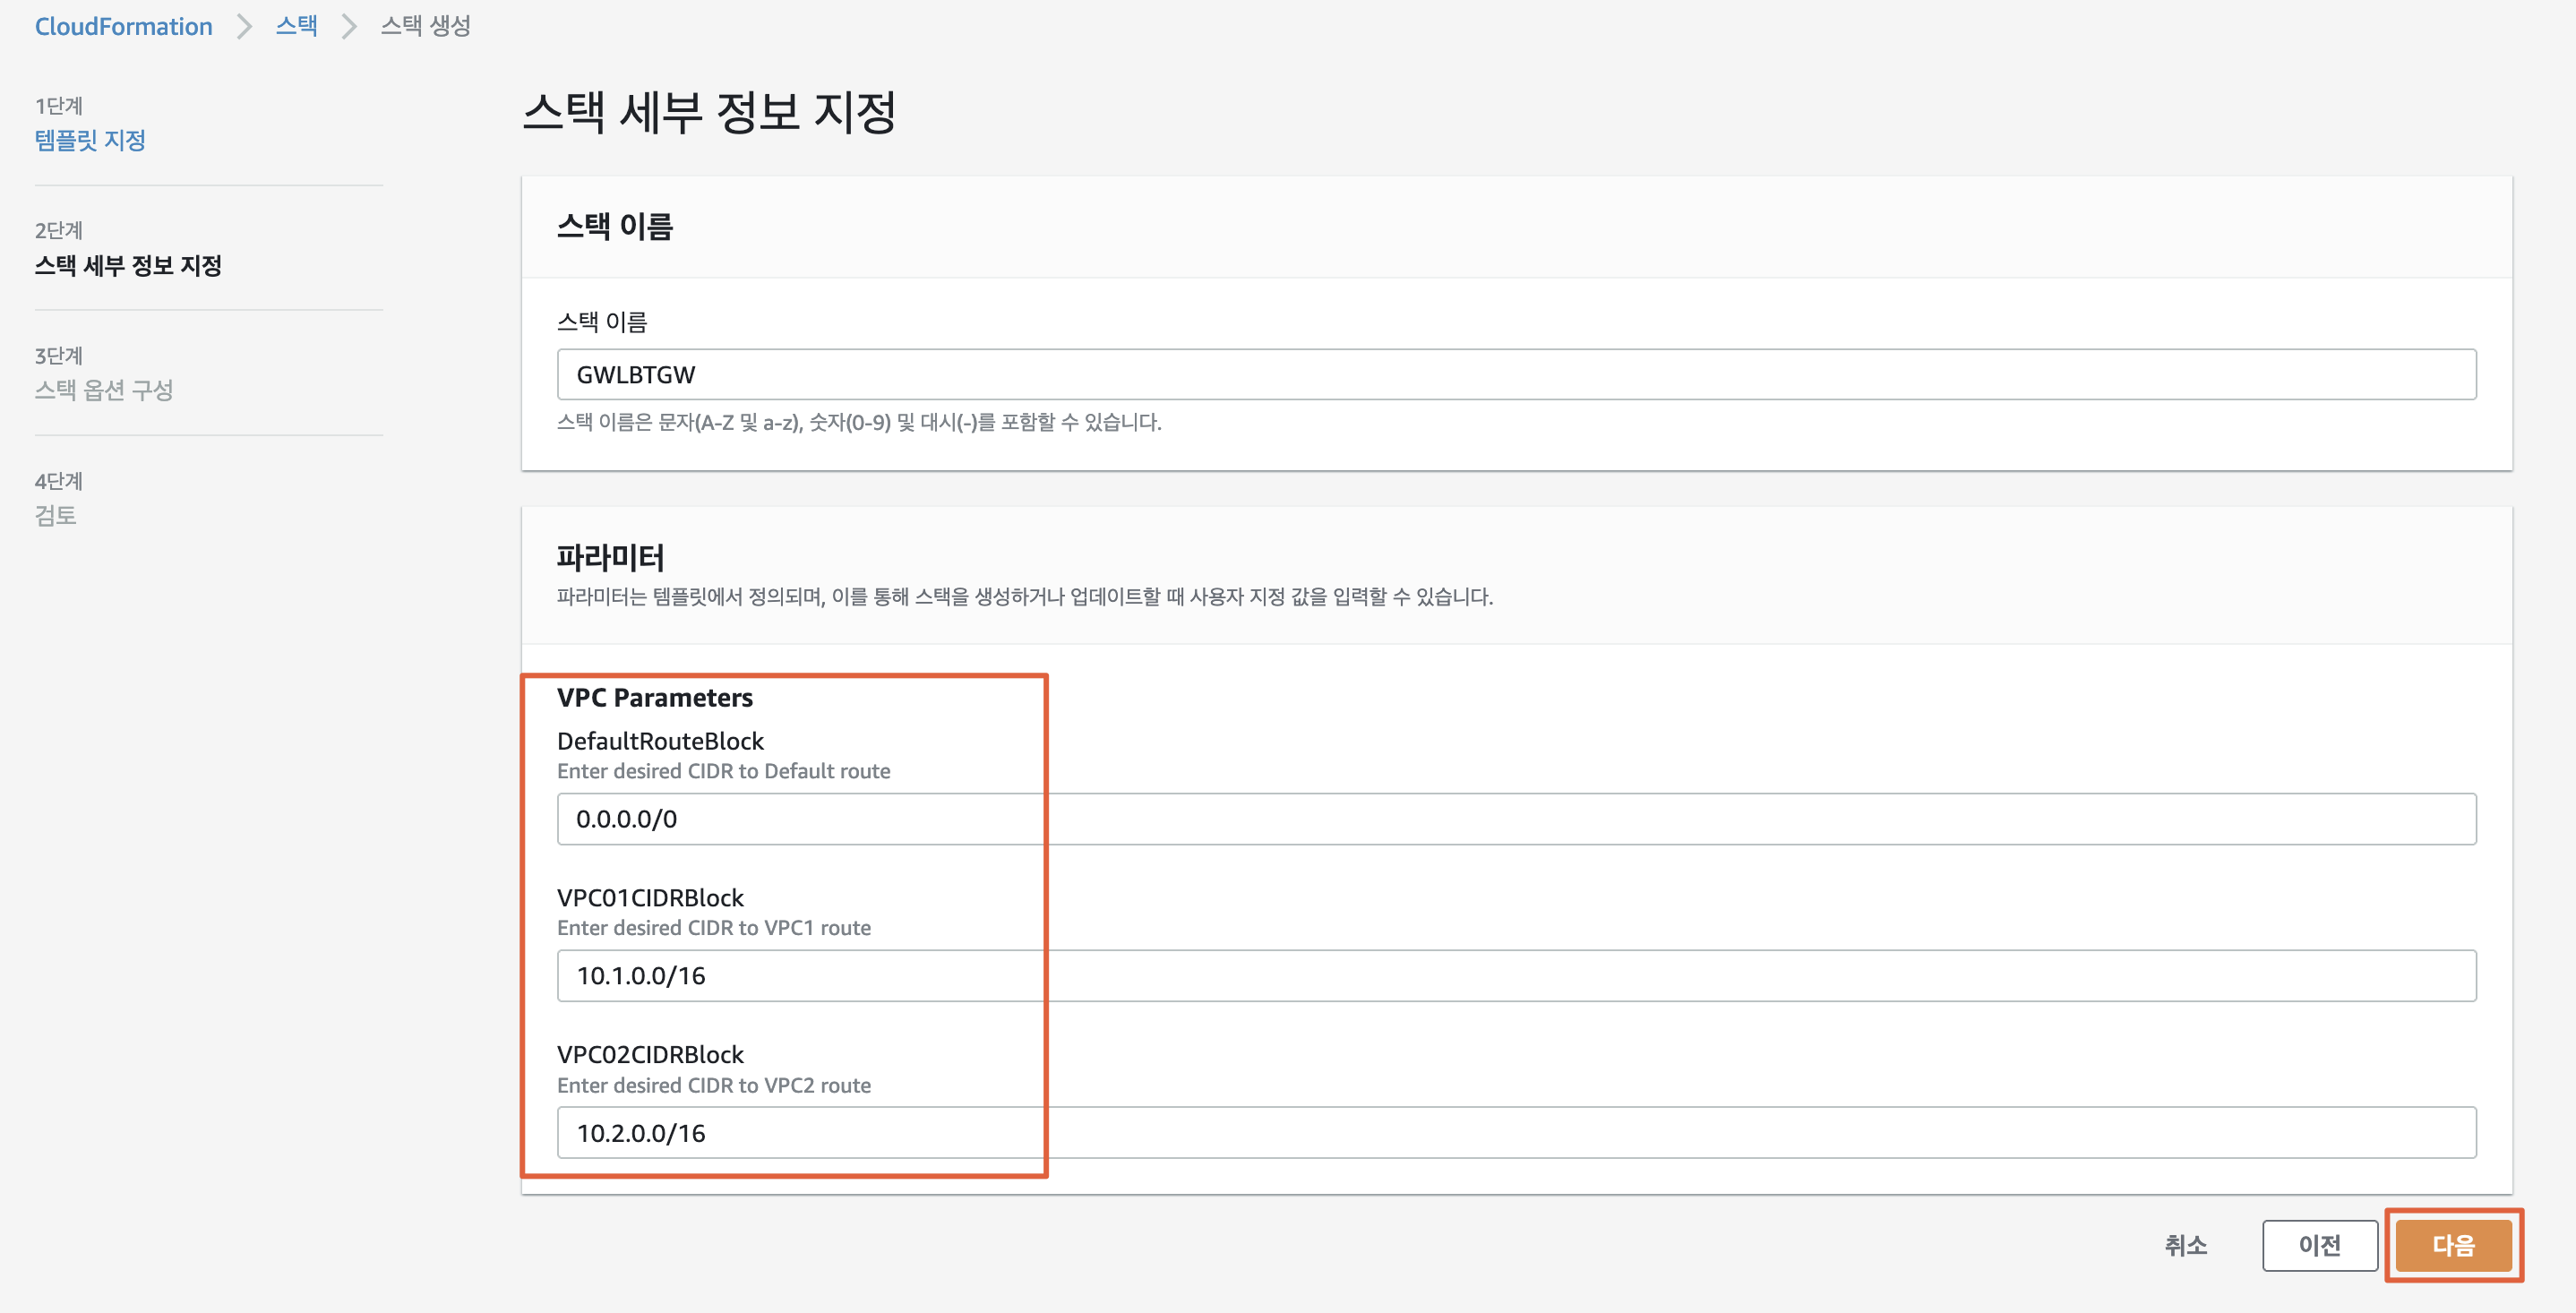 CloudFormation > 스택 > 스택 생성
1단계
템플릿 지정
2단계
스택 세부 정보 지정
3단계
스택 옵션 구성
4단계
검토
스택 세부 정보 지정
스택 이름
스택 이름
GWLBTGW
스택 이름은 문자(A-Z 및 a-z), 숫자(0-9) 및 대시(-)를 포함할 수 있습니다.
파라미터
파라미터는 템플릿에서 정의되며, 이를 통해 스택을 생성하거나 업데이트할 때 사용자 지정 값을 입력할 수 있습니다.
VPC Parameters
DefaultRouteBlock
Enter desired CIDR to Default route
0.0.0.0/0
VPC01CIDRBlock
Enter desired CIDR to VPC1 route
10.1.0.0/16
VPC02CIDRBlock
Enter desired CIDR to VPC2 route
10.2.0.0/16
취소 이전 다음